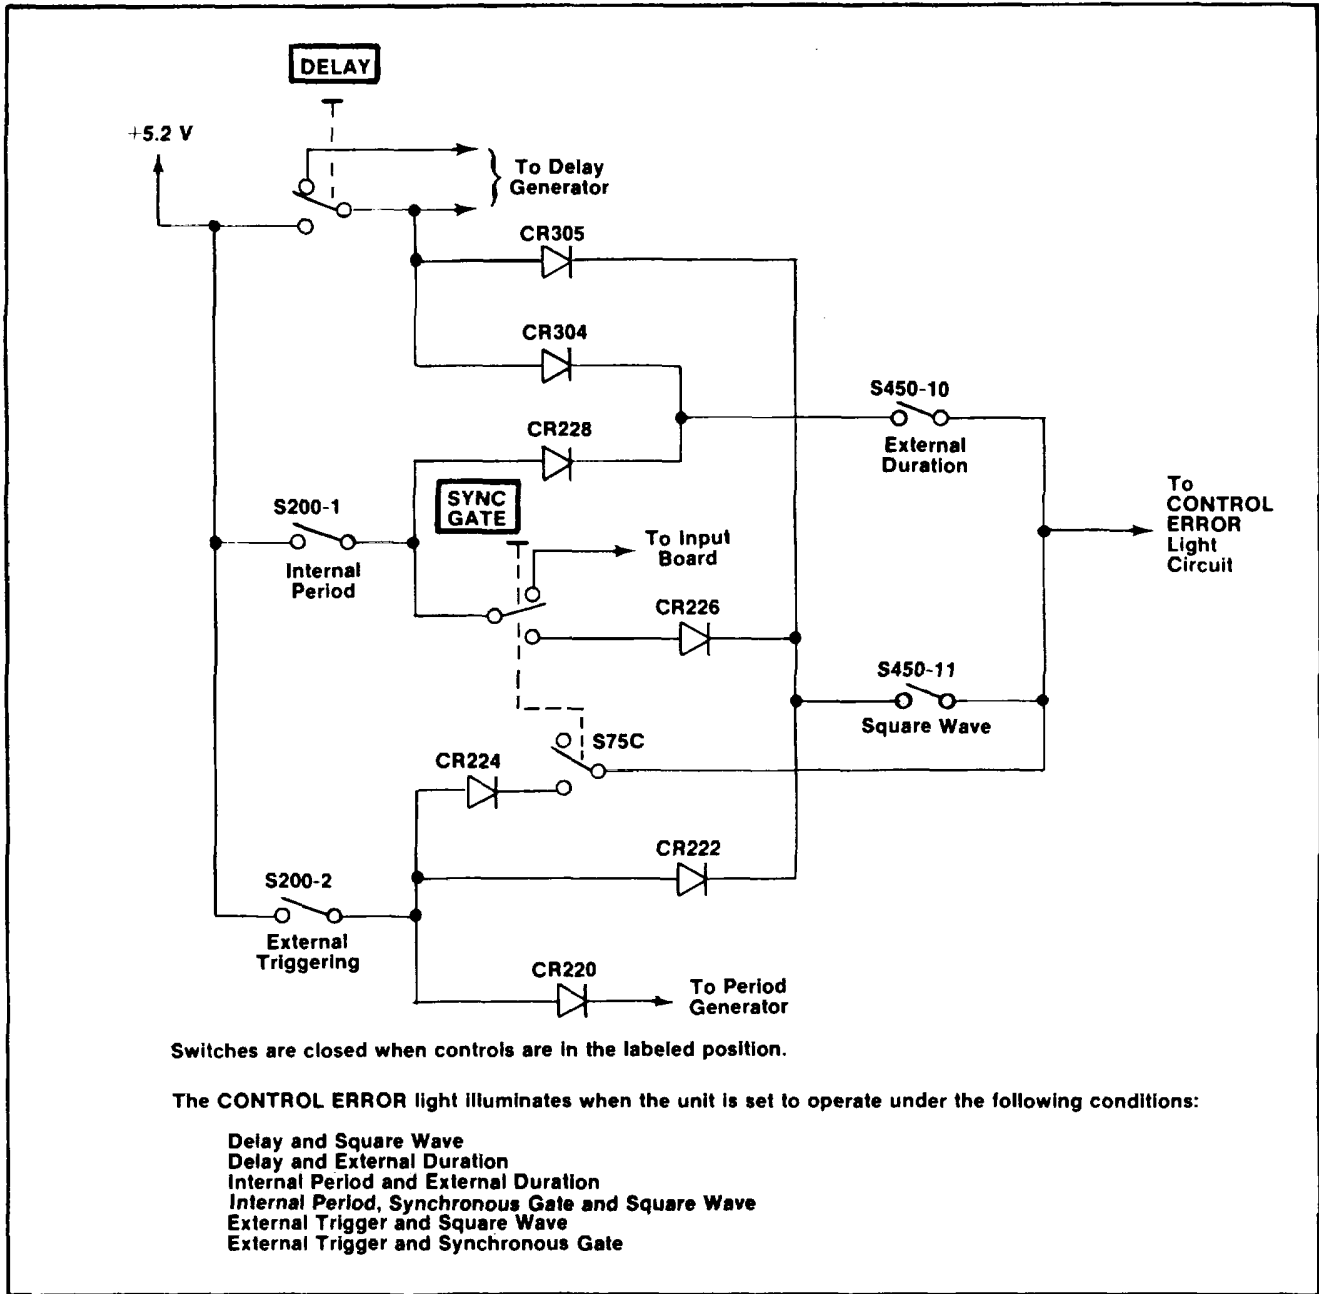 DELAY
+5.2 V
To Delay
Generator
CR305
CR304
S450-10
External
Duration
CR228
SYNC
GATE
S200-1
Internal
Period
To
CONTROL
ERROR
Light
Circuit
To Input
Board
CR226
S450-11
Square Wave
S75C
CR224
CR222
S200-2
External
Triggering
CR220
To Period
Generator
Switches are closed when controls are in the labeled position.
The CONTROL ERROR light illuminates when the unit is set to operate under the following conditions:
Delay and Square Wave
Delay and External Duration
Internal Period and External Duration
Internal Period, Synchronous Gate and Square Wave
External Trigger and Square Wave
External Trigger and Synchronous Gate